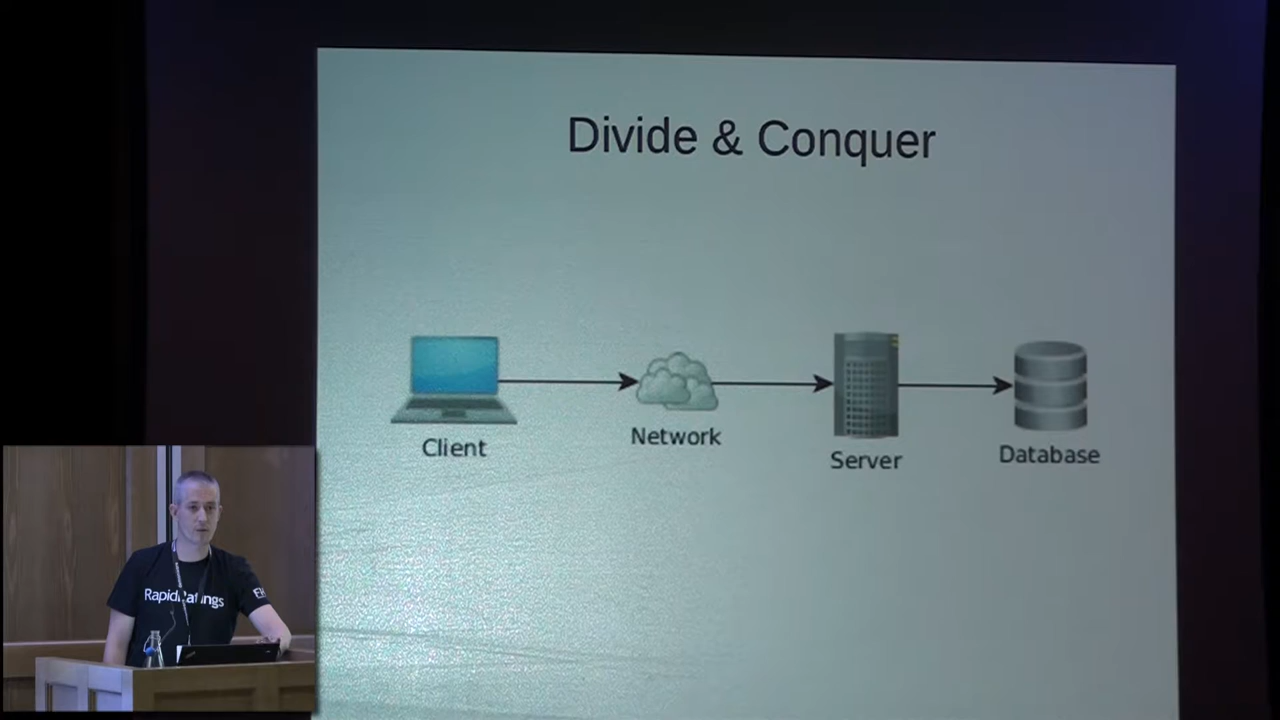 Divide & Conquer
Client
Network
Server
Database
RapidRatings